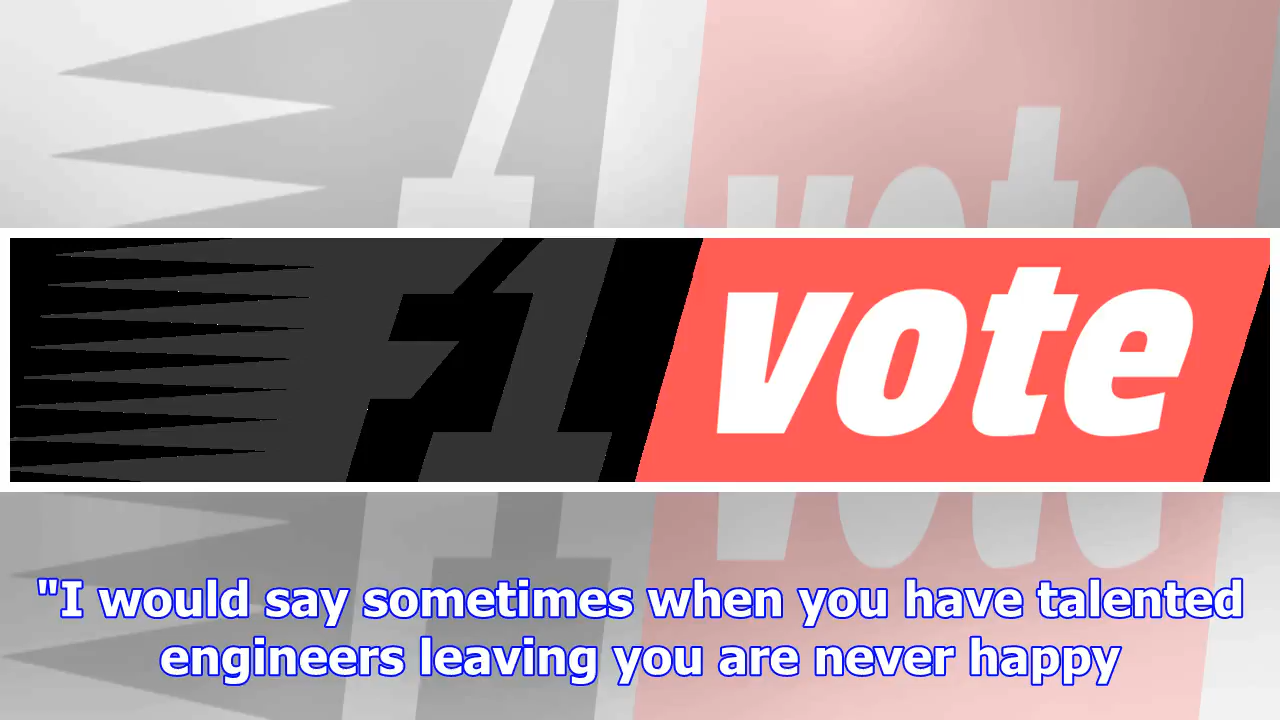 F1 vote
"I would say sometimes when you have talented
engineers leaving you are never happy